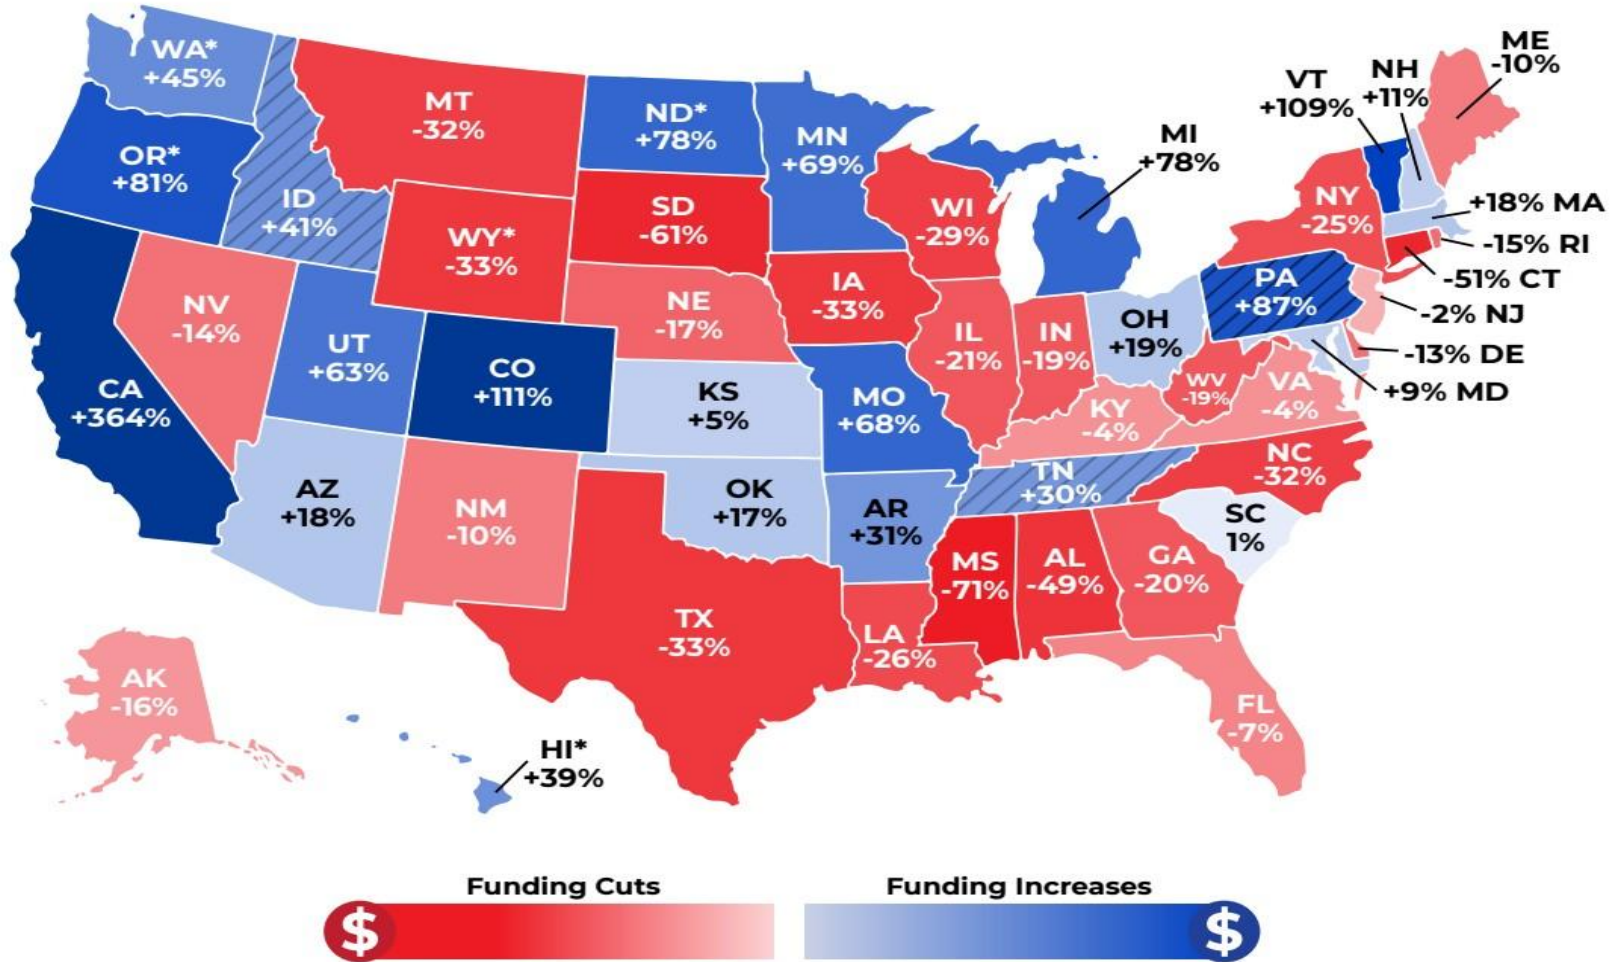 WA*
+45%
OR*
+81%
CA
+364%
NV
-14%
ID
+41%
MT
-32%
WY*
-33%
UT
+63%
CO
+111%
AZ
+18%
NM
-10%
ND*
+78%
SD
-61%
NE
-17%
KS
+5%
OK
+17%
TX
-33%
MN
+69%
IA
-33%
MO
+68%
AR
+31%
LA
-26%
WI
-29%
IL
-21%
IN
-19%
MI
+78%
OH
+19%
KY
-4%
TN
+30%
MS
-71%
AL
-49%
GA
-20%
FL
-7%
SC
1%
NC
-32%
VA
-4%
WV
-19%
PA
+87%
NY
-25%
VT
+109%
NH
+11%
ME
-10%
+18% MA
-15% RI
-51% CT
-2% NJ
-13% DE
+9% MD
AK
-16%
HI*
+39%
Funding Cuts
Funding Increases
$
$